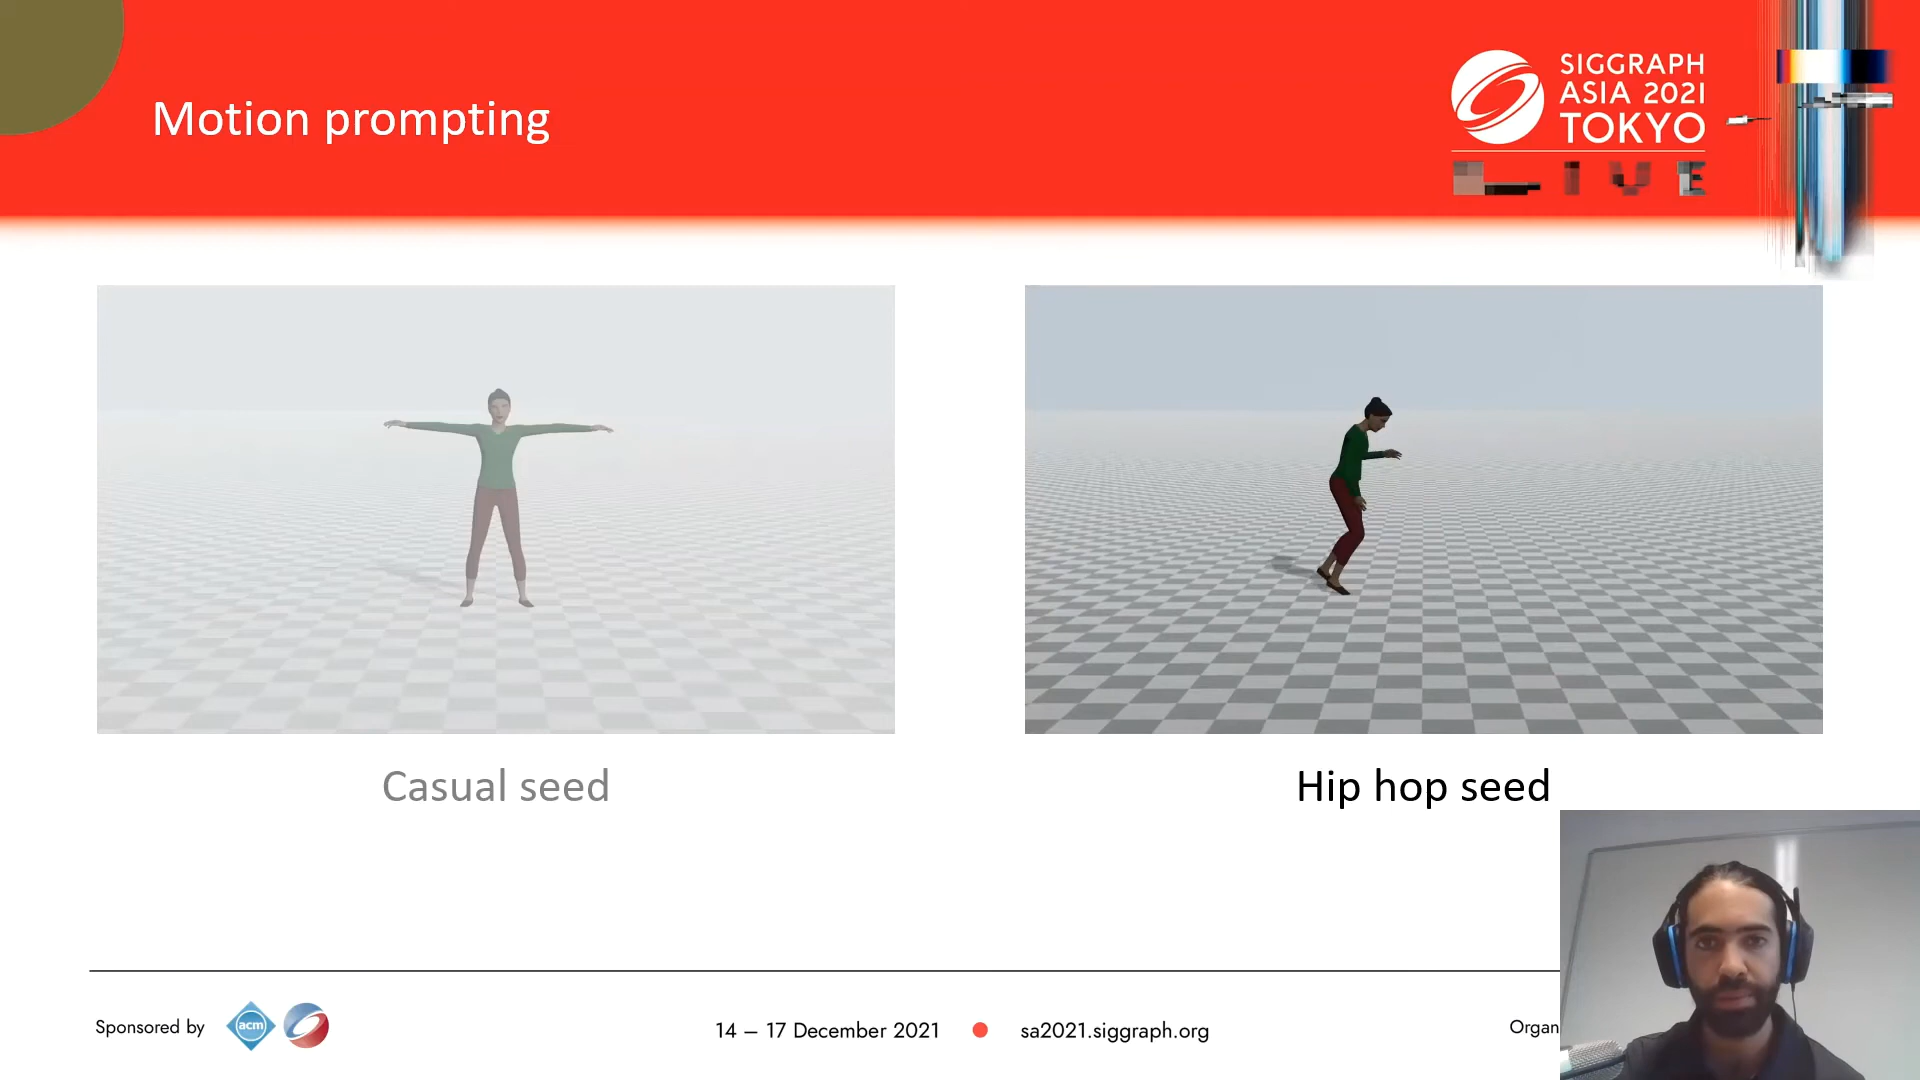 Motion prompting
SIGGRAPH
ASIA 2021
TOKYO
LIVE
Casual seed
Hip hop seed
Sponsored by
acm
14 – 17 December 2021
sa2021.siggraph.org
Organ